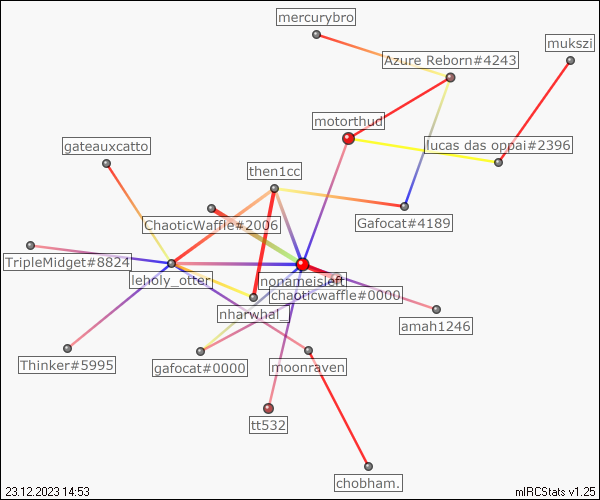 mercurybro
mukszi
Azure Reborn#4243
motorthud
lucas das oppai#2396
gateauxcatto
then1cc
ChaoticWaffle#2006
Gafocat#4189
TripleMidget#8824
leholy_otter
nonameisleft
chaoticwaffle#0000
nharwhal_
amah1246
Thinker#5995
gafocat#0000
moonraven
tt532
chobham.
23.12.2023 14:53
mIRCStats v1.25